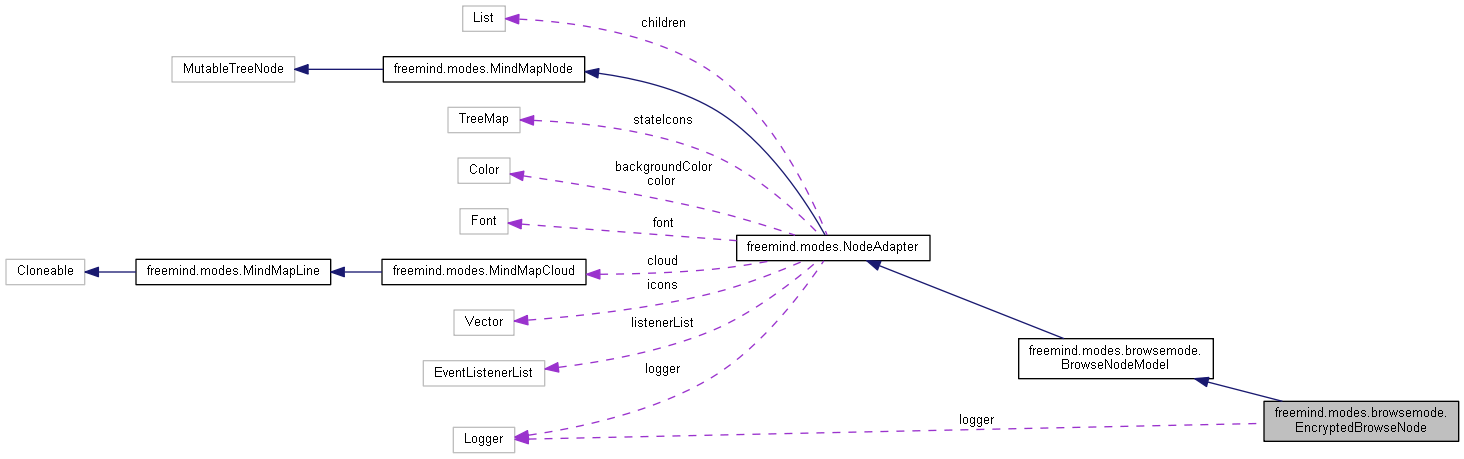 List
children
MutableTreeNode
freemind.modes.MindMapNode
TreeMap
stateIcons
Color
backgroundColor
color
Font
font
freemind.modes.NodeAdapter
Cloneable
freemind.modes.MindMapLine
freemind.modes.MindMapCloud
cloud
icons
Vector
listenerList
EventListenerList
logger
freemind.modes.browsemode.
BrowseNodeModel
Logger
logger
freemind.modes.browsemode.
EncryptedBrowseNode